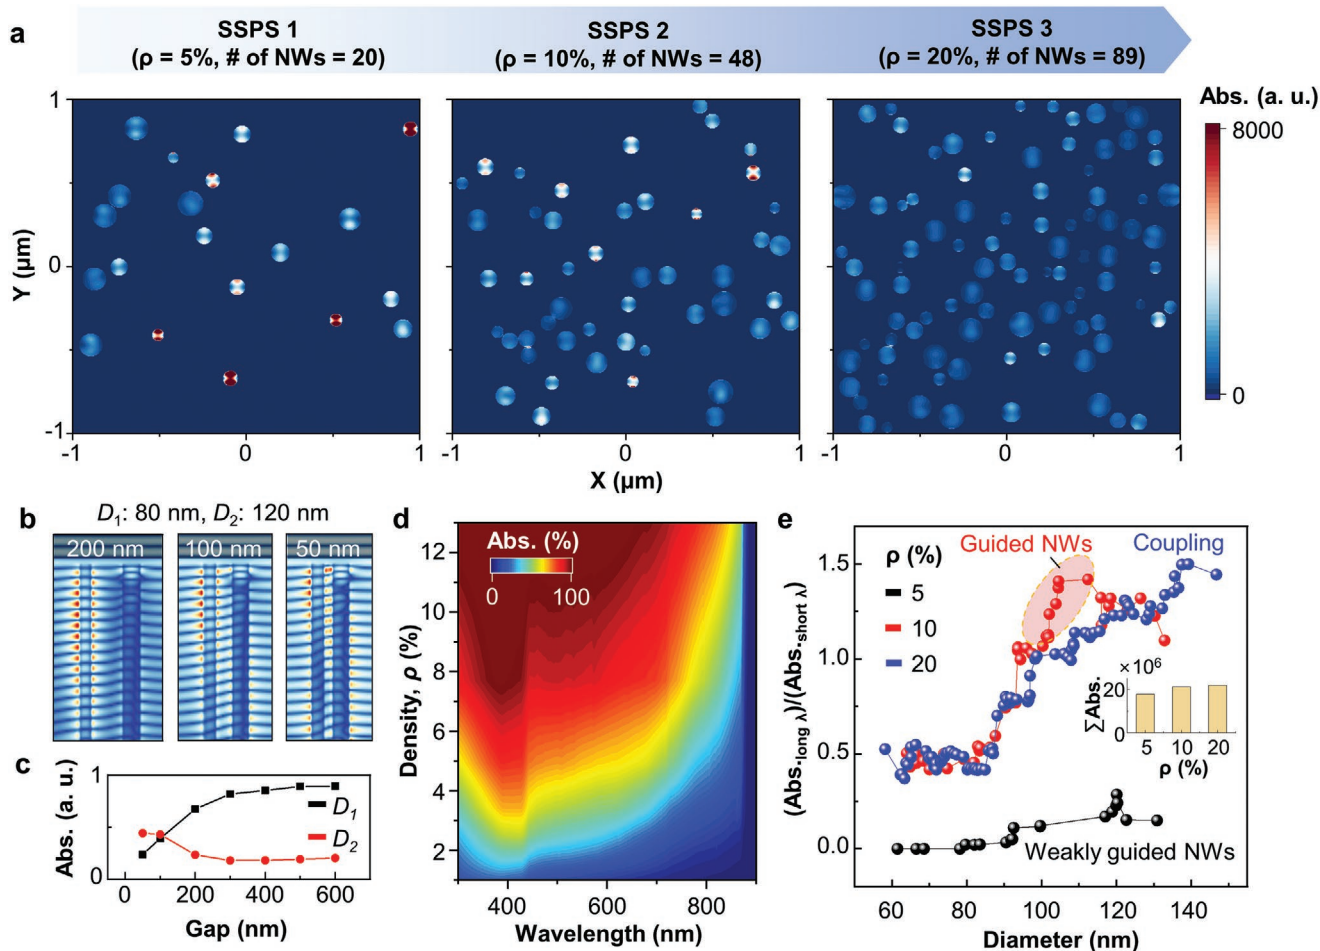 a
SSPS 1
(ρ = 5%, # of NWs = 20)
SSPS 2
(ρ = 10%, # of NWs = 48)
SSPS 3
(ρ = 20%, # of NWs = 89)
Abs. (a. u.)
8000
0
1
0
-1
Y (µm)
-1 0 1
-1 0 1
-1 0 1
X (µm)
b
D1: 80 nm, D2: 120 nm
200 nm
100 nm
50 nm
c
1
0
Abs. (a. u.)
D1
D2
0 200 400 600
Gap (nm)
d
Abs. (%)
0 100
12
10
8
6
4
2
Density, ρ (%)
400 600 800
Wavelength (nm)
e
Guided NWs
Coupling
ρ (%)
5
10
20
1.5
1.0
0.5
0.0
(Abs.long λ)/(Abs.short λ)
×10⁶
20
0
∑Abs.
5 10 20
ρ (%)
Weakly guided NWs
60 80 100 120 140
Diameter (nm)